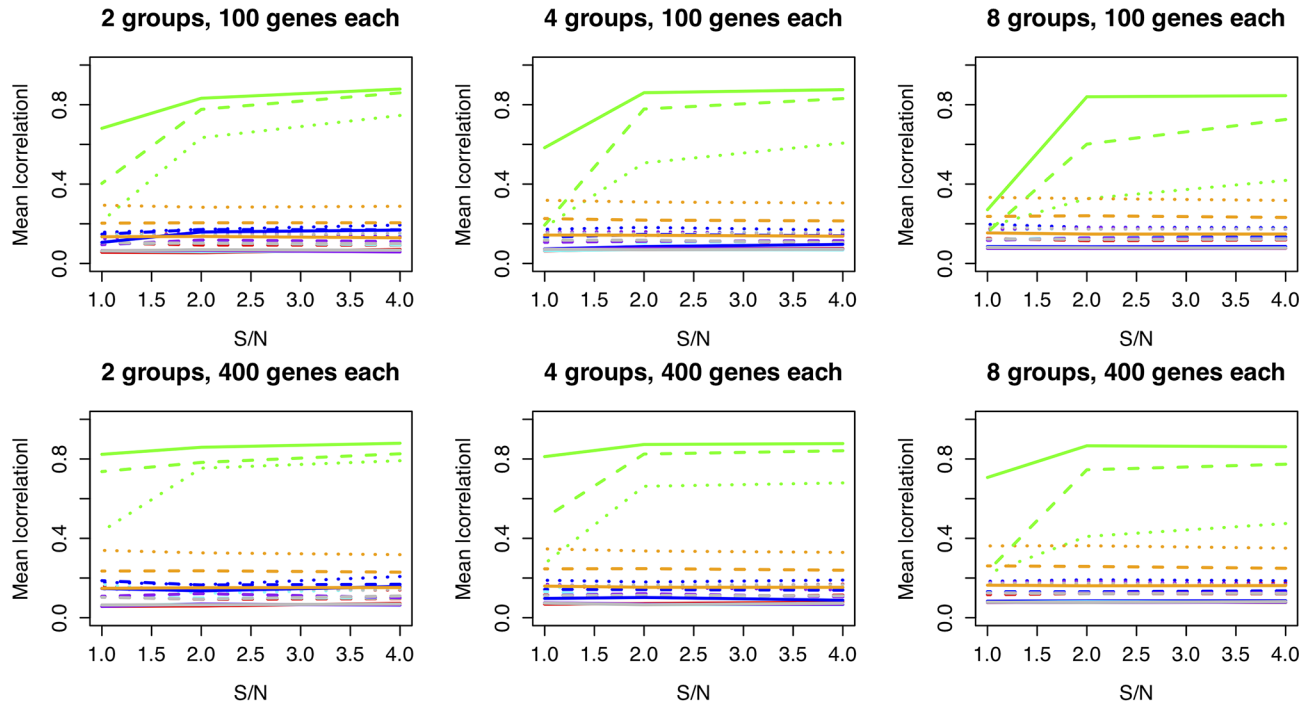 2 groups, 100 genes each
Mean |correlation|
0.0 0.4 0.8
1.0 1.5 2.0 2.5 3.0 3.5 4.0
S/N
4 groups, 100 genes each
Mean |correlation|
0.0 0.4 0.8
1.0 1.5 2.0 2.5 3.0 3.5 4.0
S/N
8 groups, 100 genes each
Mean |correlation|
0.0 0.4 0.8
1.0 1.5 2.0 2.5 3.0 3.5 4.0
S/N
2 groups, 400 genes each
Mean |correlation|
0.0 0.4 0.8
1.0 1.5 2.0 2.5 3.0 3.5 4.0
S/N
4 groups, 400 genes each
Mean |correlation|
0.0 0.4 0.8
1.0 1.5 2.0 2.5 3.0 3.5 4.0
S/N
8 groups, 400 genes each
Mean |correlation|
0.0 0.4 0.8
1.0 1.5 2.0 2.5 3.0 3.5 4.0
S/N